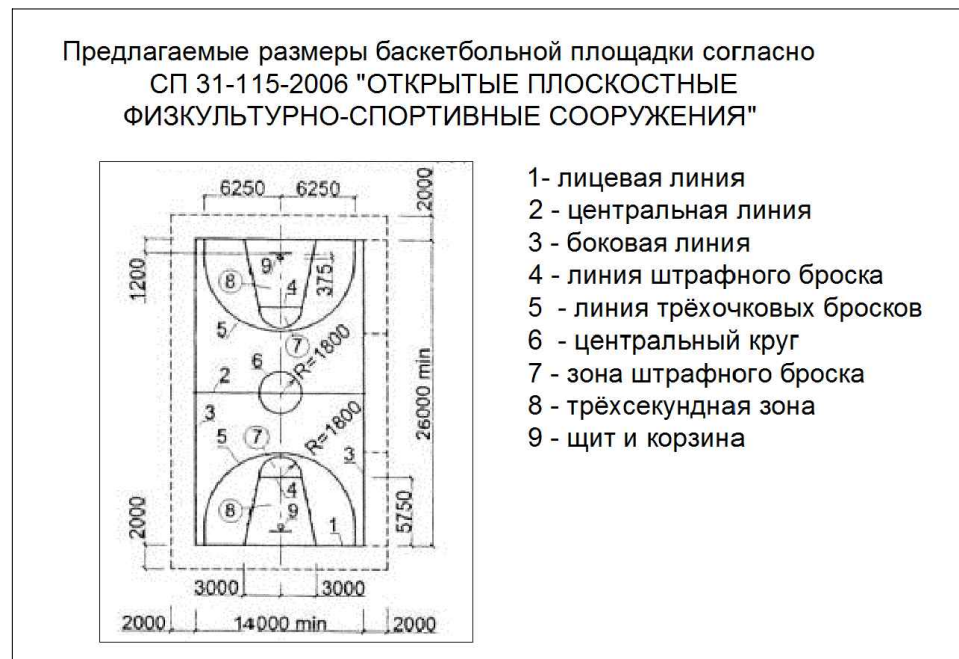 Предлагаемые размеры баскетбольной площадки согласно
СП 31-115-2006 "ОТКРЫТЫЕ ПЛОСКОСТНЫЕ
ФИЗКУЛЬТУРНО-СПОРТИВНЫЕ СООРУЖЕНИЯ"
6250 6250
2000
1200
9
8
4
375
5
7
6
R=1800
2
26000 min
3
5
7
R=1800
3
4
8
9
1
5750
2000
3000 3000
2000 14000 min 2000
1- лицевая линия
2 - центральная линия
3 - боковая линия
4 - линия штрафного броска
5 - линия трёхочковых бросков
6 - центральный круг
7 - зона штрафного броска
8 - трёхсекундная зона
9 - щит и корзина